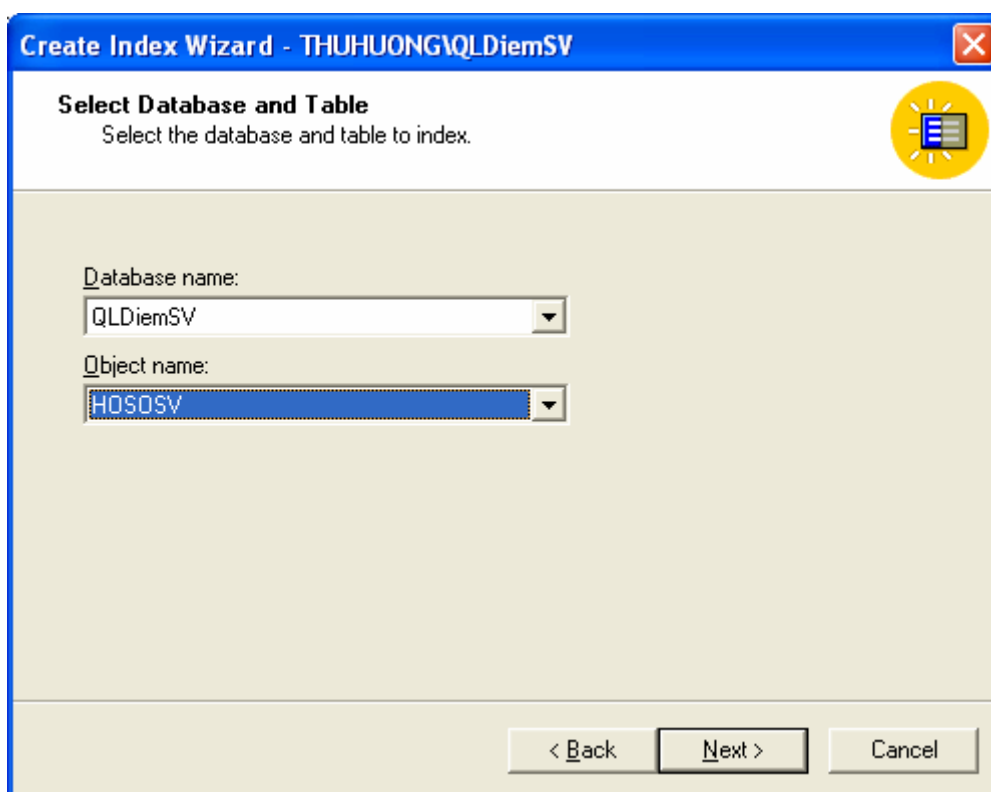 Create Index Wizard - THUHUONG\QLDiemSV
Select Database and Table
Select the database and table to index.
Database name:
QLDiemSV
Object name:
HOSOSV
< Back
Next >
Cancel